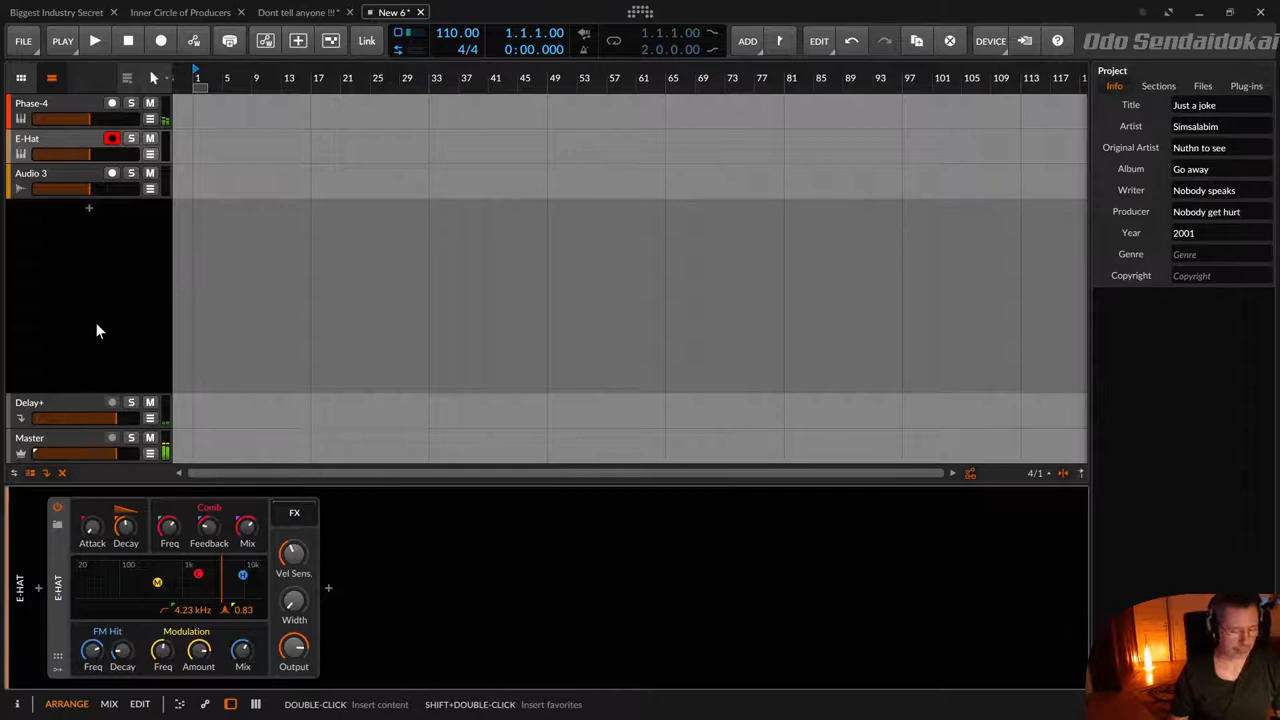 Biggest Industry Secret
Inner Circle of Producers
Dont tell anyone !!!*
New 6*
FILE
PLAY
Link
110.00
4/4
1.1.1.00
0:00.000
1.1.1.00
2.0.0.00
ADD
EDIT
DEVICE
Odo Sendaidokai
1 5 9 13 17 21 25 29 33 37 41 45 49 53 57 61 65 69 73 77 81 85 89 93 97 101 105 109 113 117
Phase-4
S M
E-Hat
S M
Audio 3
S M
Delay+
S M
Master
S M
4/1
Project
Info Sections Files Plug-ins
Title Just a joke
Artist Simsalabim
Original Artist Nuthn to see
Album Go away
Writer Nobody speaks
Producer Nobody get hurt
Year 2001
Genre Genre
Copyright Copyright
E-HAT
E-HAT
Comb
FX
Attack Decay Freq Feedback Mix
Vel Sens.
20 100 1k 10k
M C H
4.23 kHz 0.83
Width
FM Hit Modulation
Freq Decay Freq Amount Mix Output
ARRANGE MIX EDIT
DOUBLE-CLICK Insert content SHIFT+DOUBLE-CLICK Insert favorites